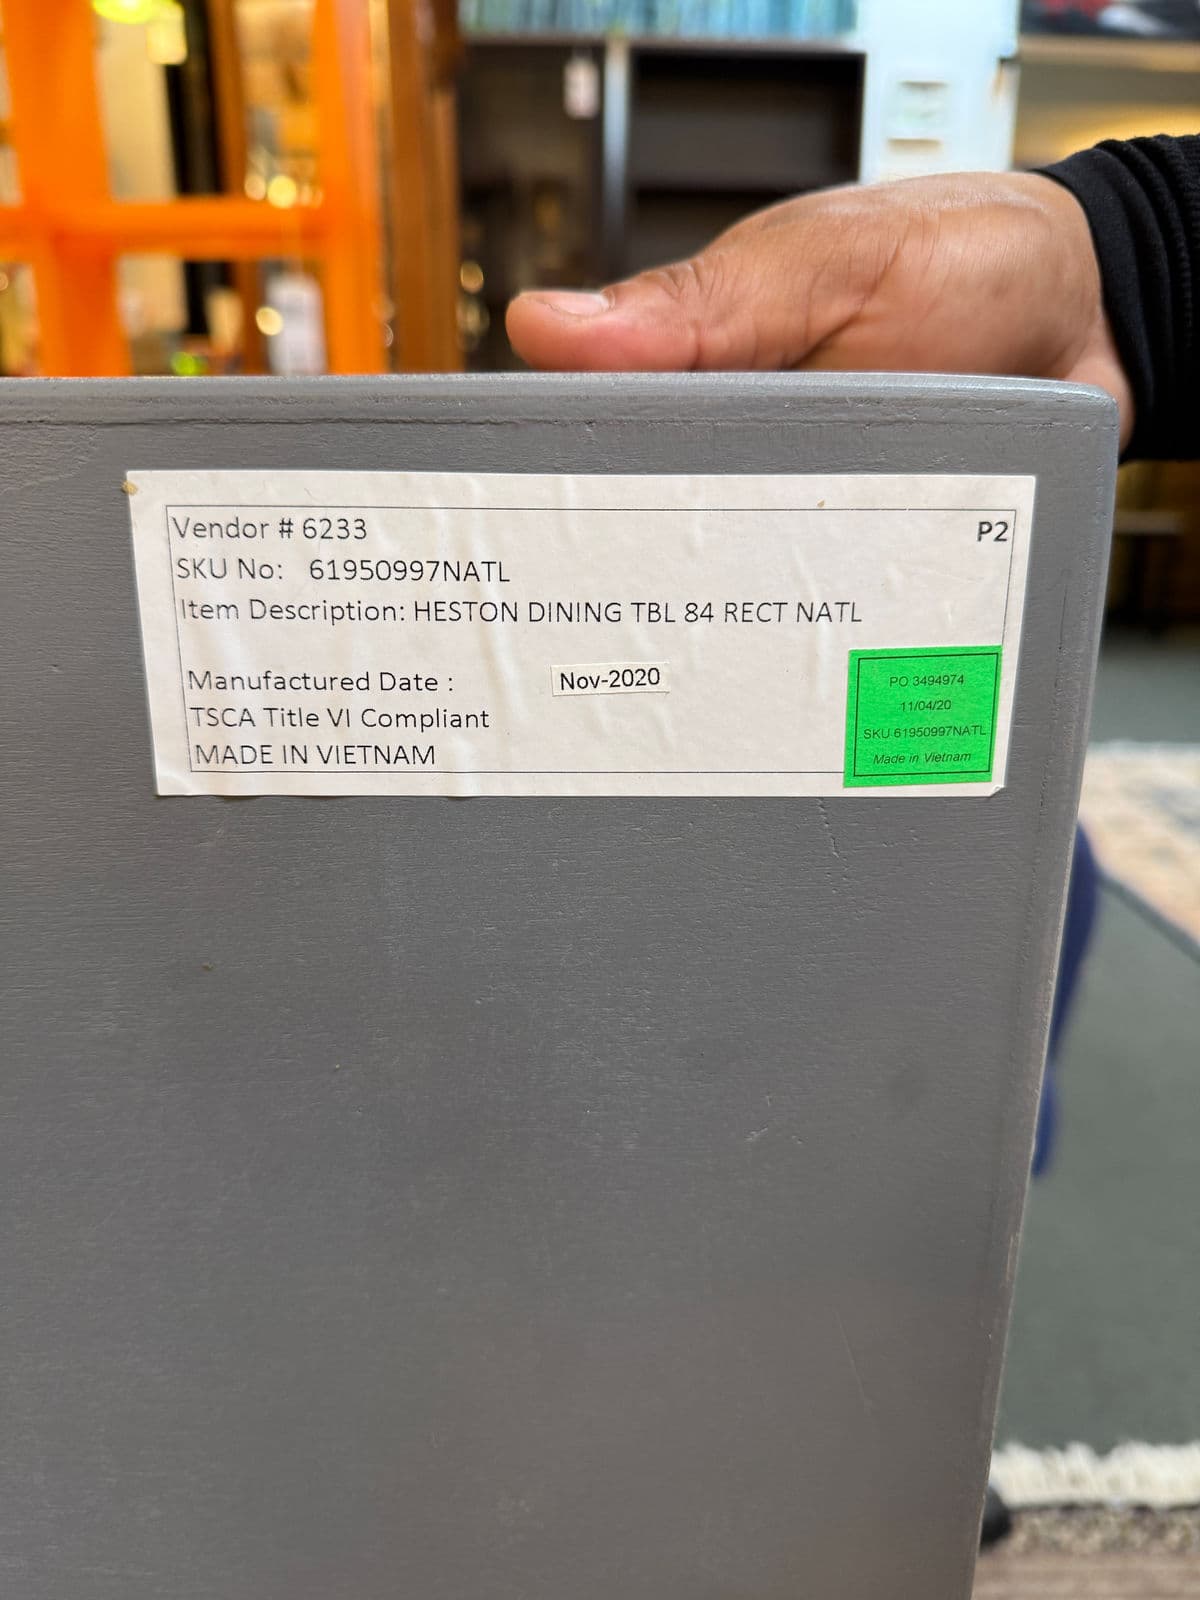 Vendor # 6233
P2
SKU No: 61950997NATL
Item Description: HESTON DINING TBL 84 RECT NATL
Manufactured Date : Nov-2020
TSCA Title VI Compliant
MADE IN VIETNAM
PO 3494974
11/04/20
SKU 61950997NATL
Made in Vietnam